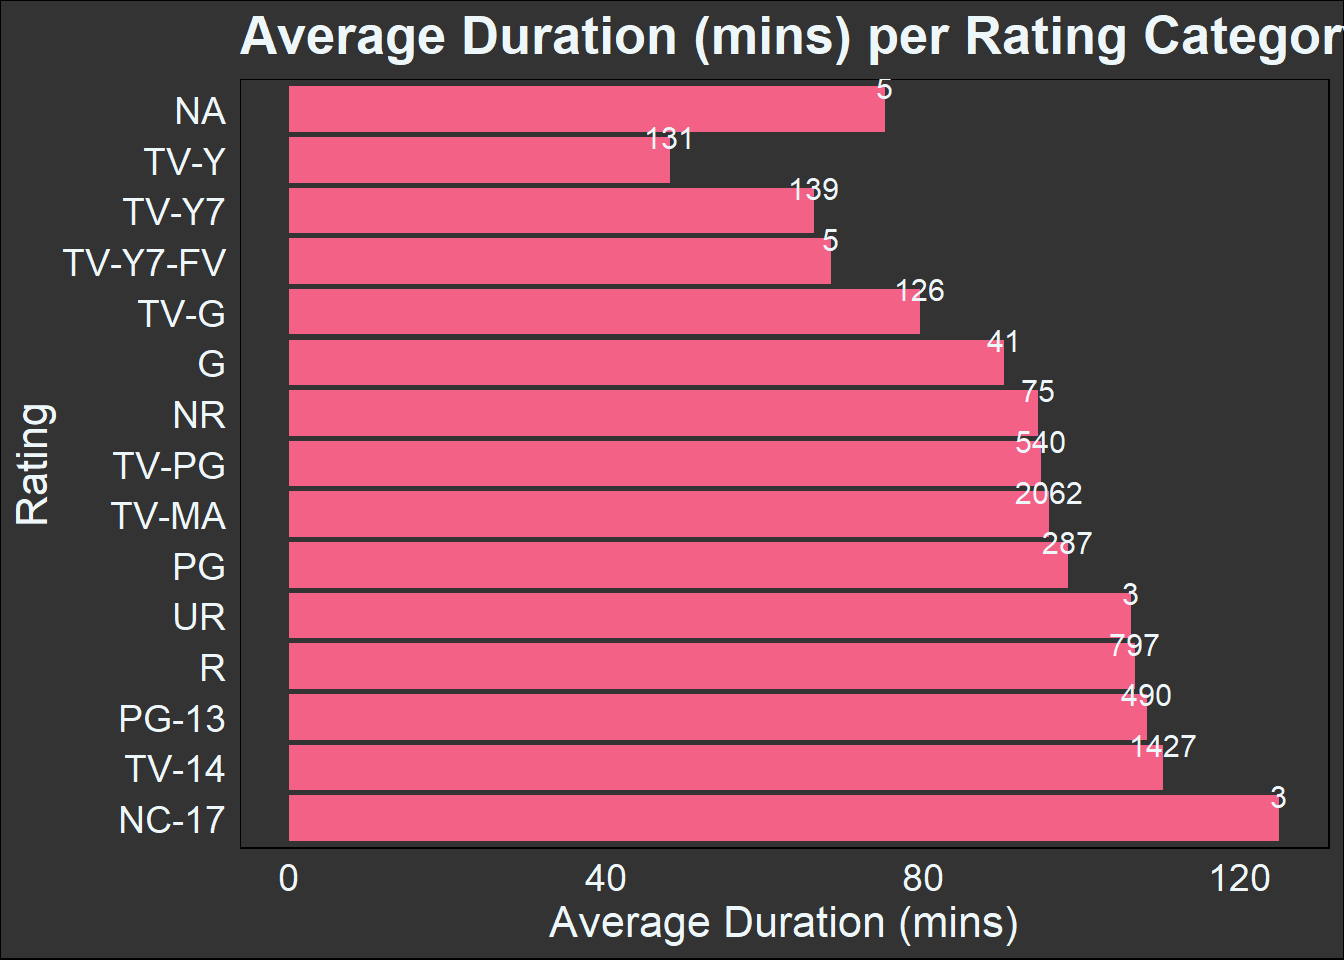 Average Duration (mins) per Rating Categor
NA 5
TV-Y 131
TV-Y7 139
TV-Y7-FV 5
TV-G 126
G 41
NR 75
TV-PG 540
TV-MA 2062
PG 287
UR 3
R 797
PG-13 490
TV-14 1427
NC-17 3
Rating
0 40 80 120
Average Duration (mins)